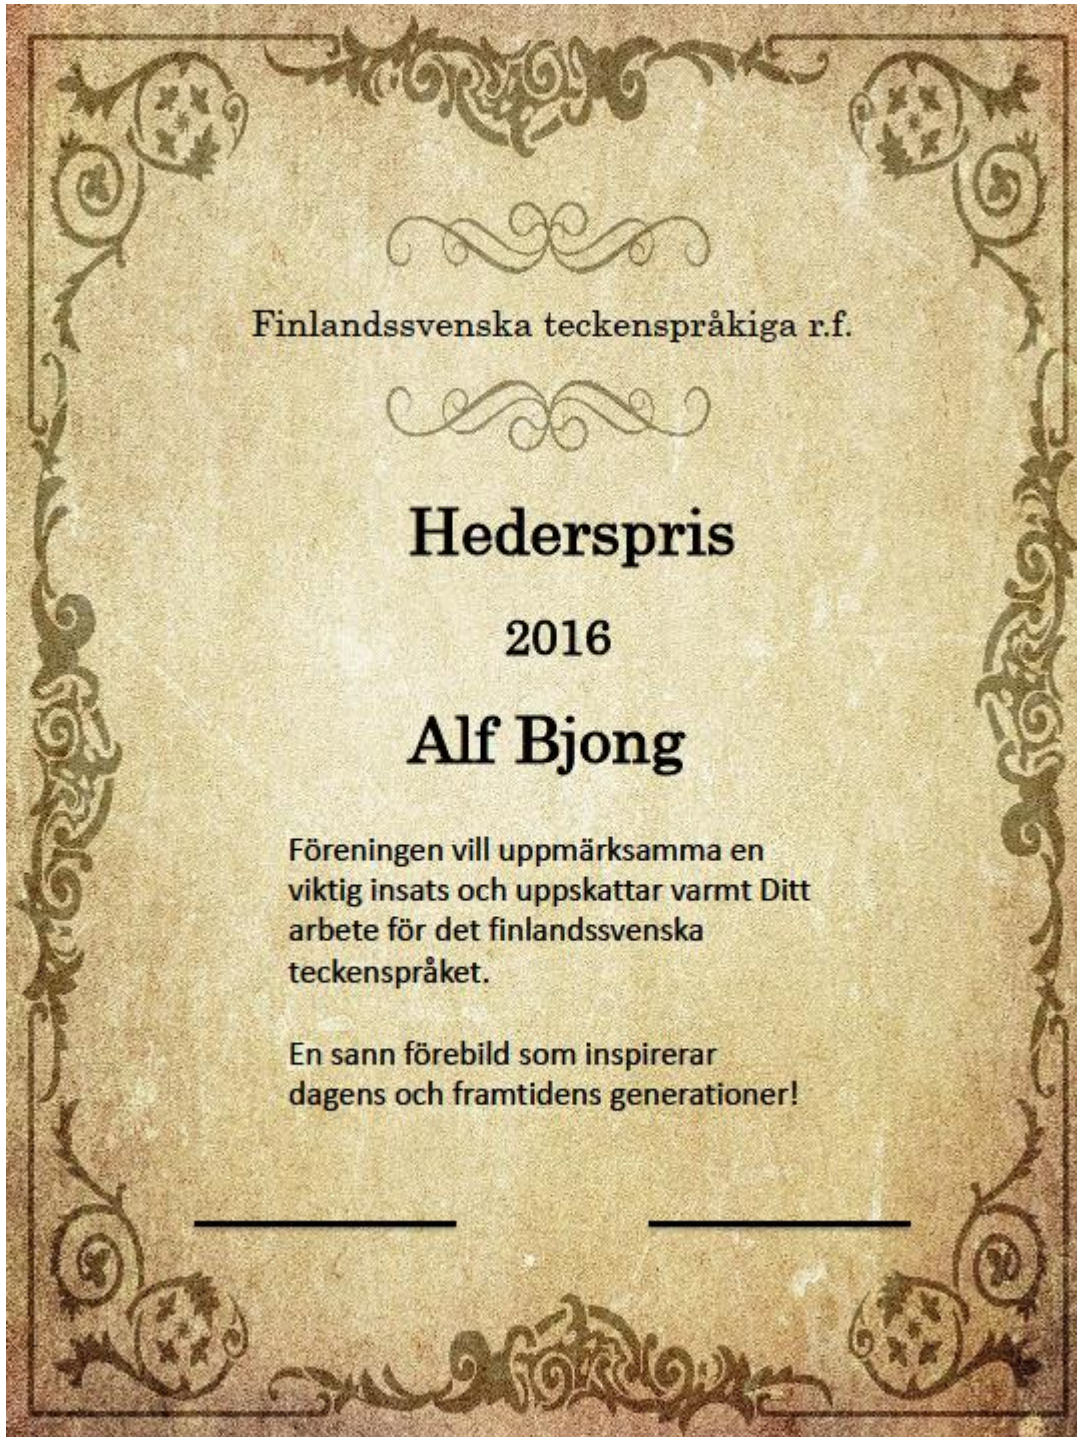 Finlandssvenska teckenspråkiga r.f.
Hederspris
2016
Alf Bjong
Föreningen vill uppmärksamma en
viktig insats och uppskattar varmt Ditt
arbete för det finlandssvenska
teckenspråket.
En sann förebild som inspirerar
dagens och framtidens generationer!